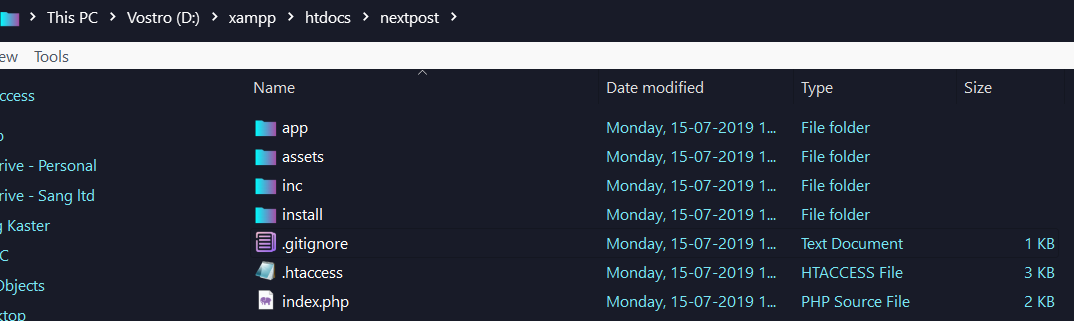 This PC > Vostro (D:) > xampp > htdocs > nextpost >
ew Tools
Name Date modified Type Size
ccess
app Monday, 15-07-2019 1... File folder
assets Monday, 15-07-2019 1... File folder
rive - Personal
inc Monday, 15-07-2019 1... File folder
rive - Sang ltd
install Monday, 15-07-2019 1... File folder
g Kaster
.gitignore Monday, 15-07-2019 1... Text Document 1 KB
C
.htaccess Monday, 15-07-2019 1... HTACCESS File 3 KB
Objects
index.php Monday, 15-07-2019 1... PHP Source File 2 KB
ktop